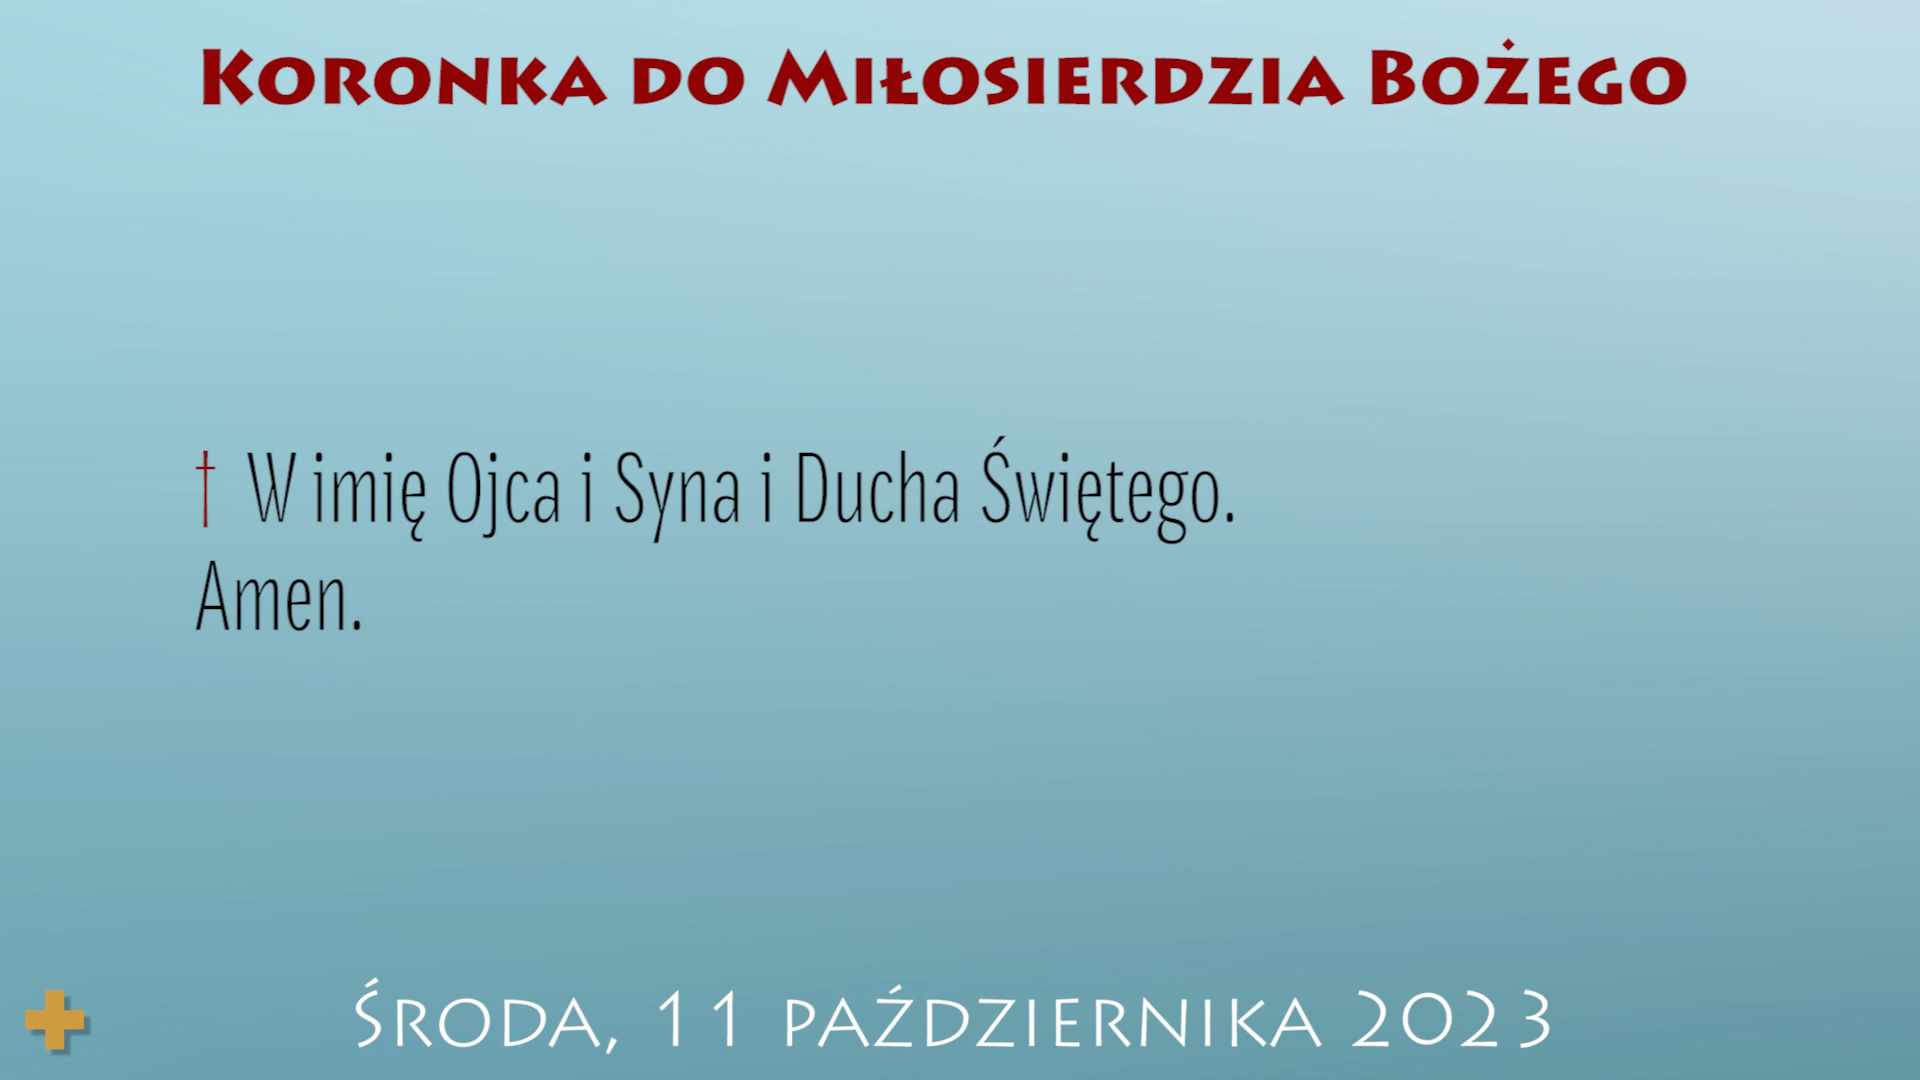 Koronka do Miłosierdzia Bożego
† W imię Ojca i Syna i Ducha Świętego.
Amen.
Środa, 11 października 2023